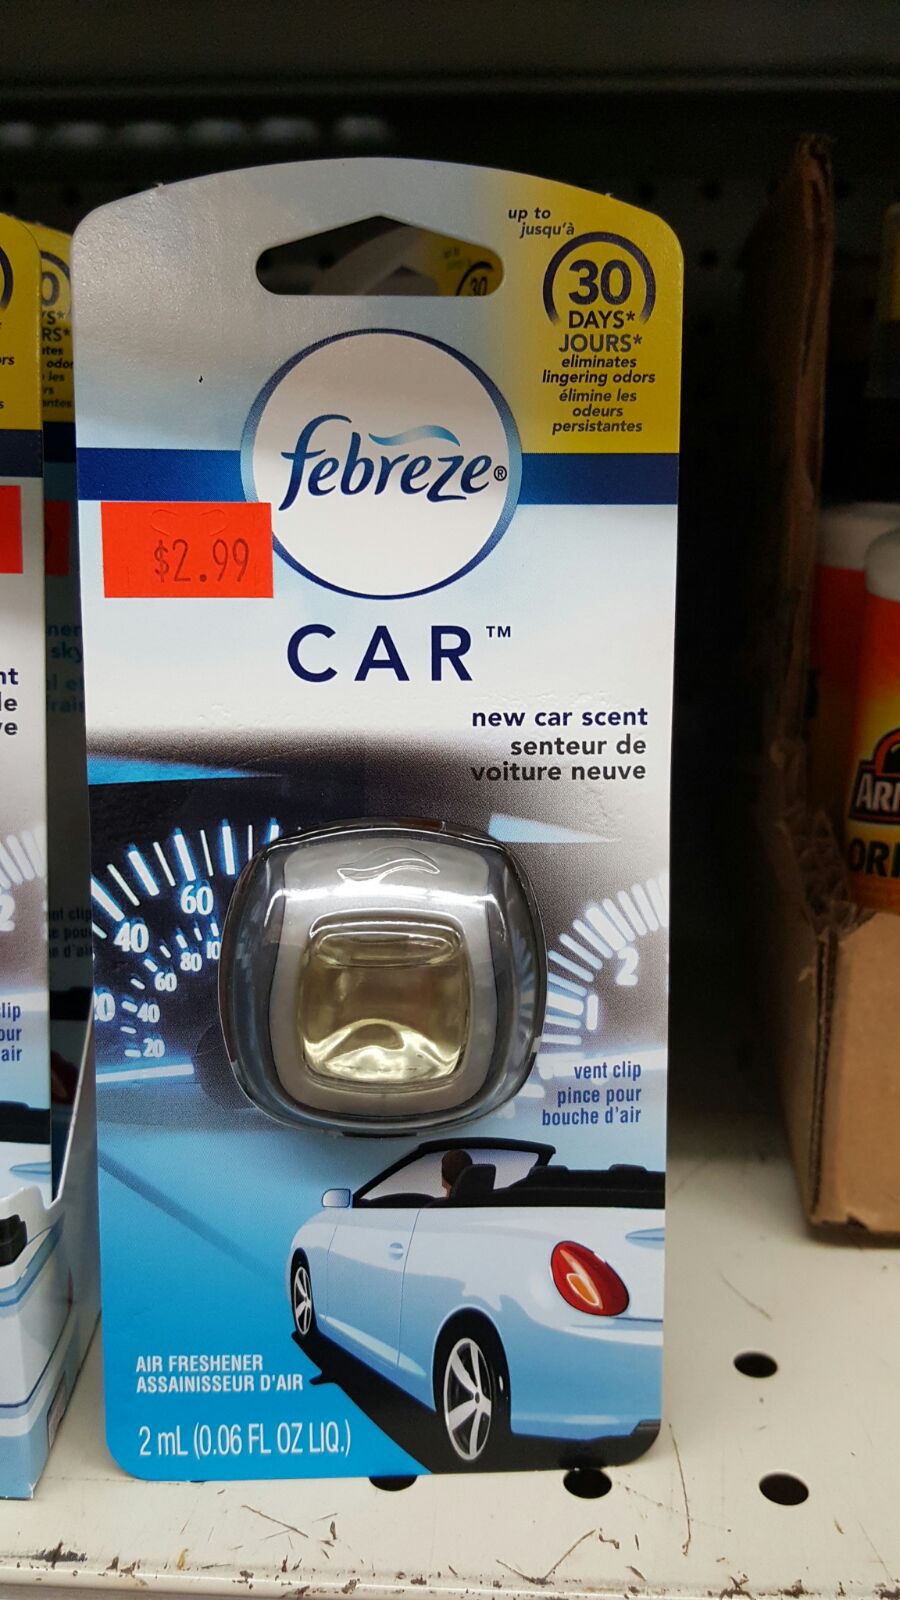 up to
jusqu'à
30
DAYS*
JOURS*
eliminates
lingering odors
élimine les
odeurs
persistantes
febreze®
$2.99
CAR™
new car scent
senteur de
voiture neuve
60
40
80
60
40
20
2
1
vent clip
pince pour
bouche d'air
AIR FRESHENER
ASSAINISSEUR D'AIR
2 mL (0.06 FL OZ LIQ.)